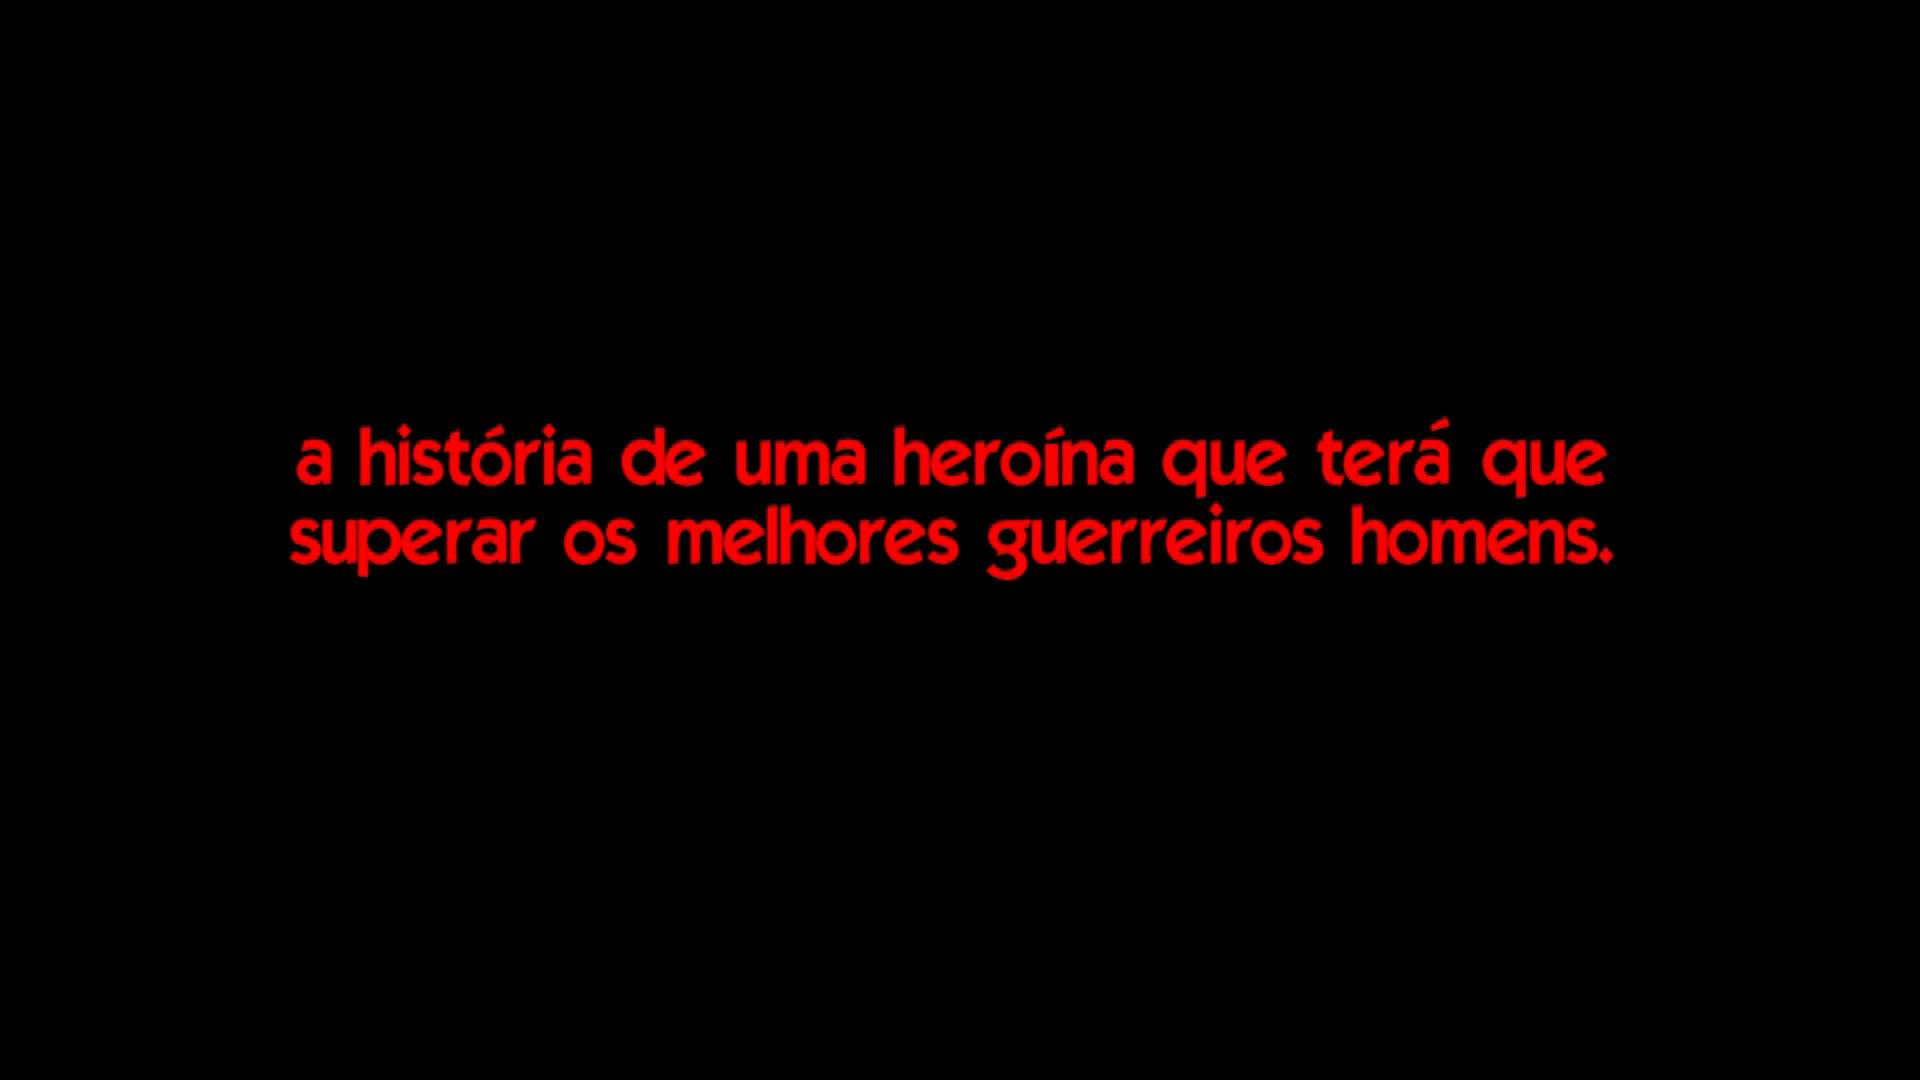 a história de uma heroína que terá que
superar os melhores guerreiros homens.